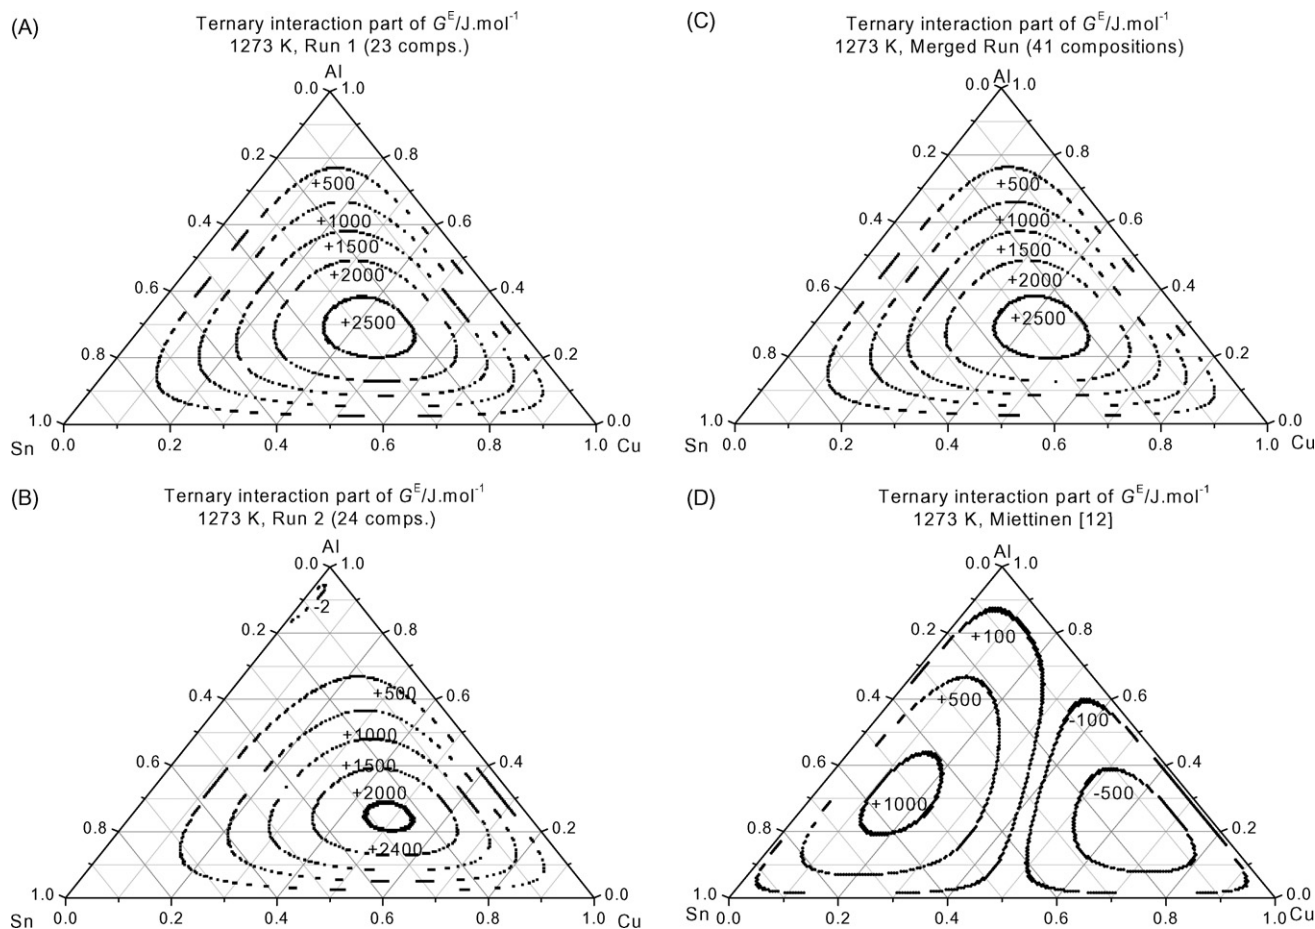 (A)
Ternary interaction part of Gᴱ/J.mol⁻¹
1273 K, Run 1 (23 comps.)
Al
0.0 1.0
0.2 0.8
+500
0.4 0.6
+1000
+1500
+2000
0.6 0.4
+2500
0.8 0.2
1.0 0.0
Sn Cu
0.0 0.2 0.4 0.6 0.8 1.0
(C)
Ternary interaction part of Gᴱ/J.mol⁻¹
1273 K, Merged Run (41 compositions)
Al
0.0 1.0
0.2 0.8
+500
0.4 0.6
+1000
+1500
+2000
0.6 0.4
+2500
0.8 0.2
1.0 0.0
Sn Cu
0.0 0.2 0.4 0.6 0.8 1.0
(B)
Ternary interaction part of Gᴱ/J.mol⁻¹
1273 K, Run 2 (24 comps.)
Al
0.0 1.0
-2
0.2 0.8
+500
0.4 0.6
+1000
+1500
0.6 0.4
+2000
0.8 0.2
+2400
1.0 0.0
Sn Cu
0.0 0.2 0.4 0.6 0.8 1.0
(D)
Ternary interaction part of Gᴱ/J.mol⁻¹
1273 K, Miettinen [12]
Al
0.0 1.0
+100
0.2 0.8
+500
0.4 0.6
-100
0.6 0.4
+1000 -500
0.8 0.2
1.0 0.0
Sn Cu
0.0 0.2 0.4 0.6 0.8 1.0